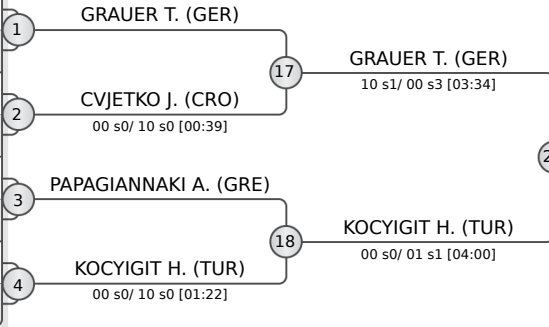 GRAUER T. (GER)
1
17
GRAUER T. (GER)
10 s1/ 00 s3 [03:34]
CVJETKO J. (CRO)
2
00 s0/ 10 s0 [00:39]
PAPAGIANNAKI A. (GRE)
3
18
KOCYIGIT H. (TUR)
00 s0/ 01 s1 [04:00]
KOCYIGIT H. (TUR)
4
00 s0/ 10 s0 [01:22]